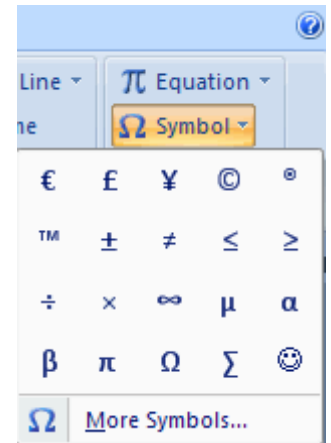 Line π Equation
ne Ω Symbol
€ £ ¥ © ®
™ ± ≠ ≤ ≥
÷ × ∞ µ α
β π Ω ∑ ☺
Ω More Symbols...